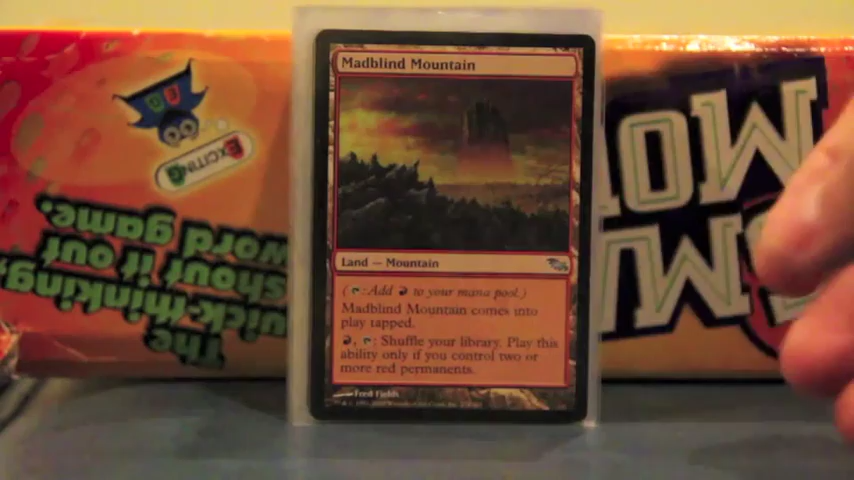 Madblind Mountain
Land — Mountain
( :Add to your mana pool.)
Madblind Mountain comes into
play tapped.
, : Shuffle your library. Play this
ability only if you control two or
more red permanents.
Fred Fields
EXCITING
The
quick-thinking,
shout it out
word game.